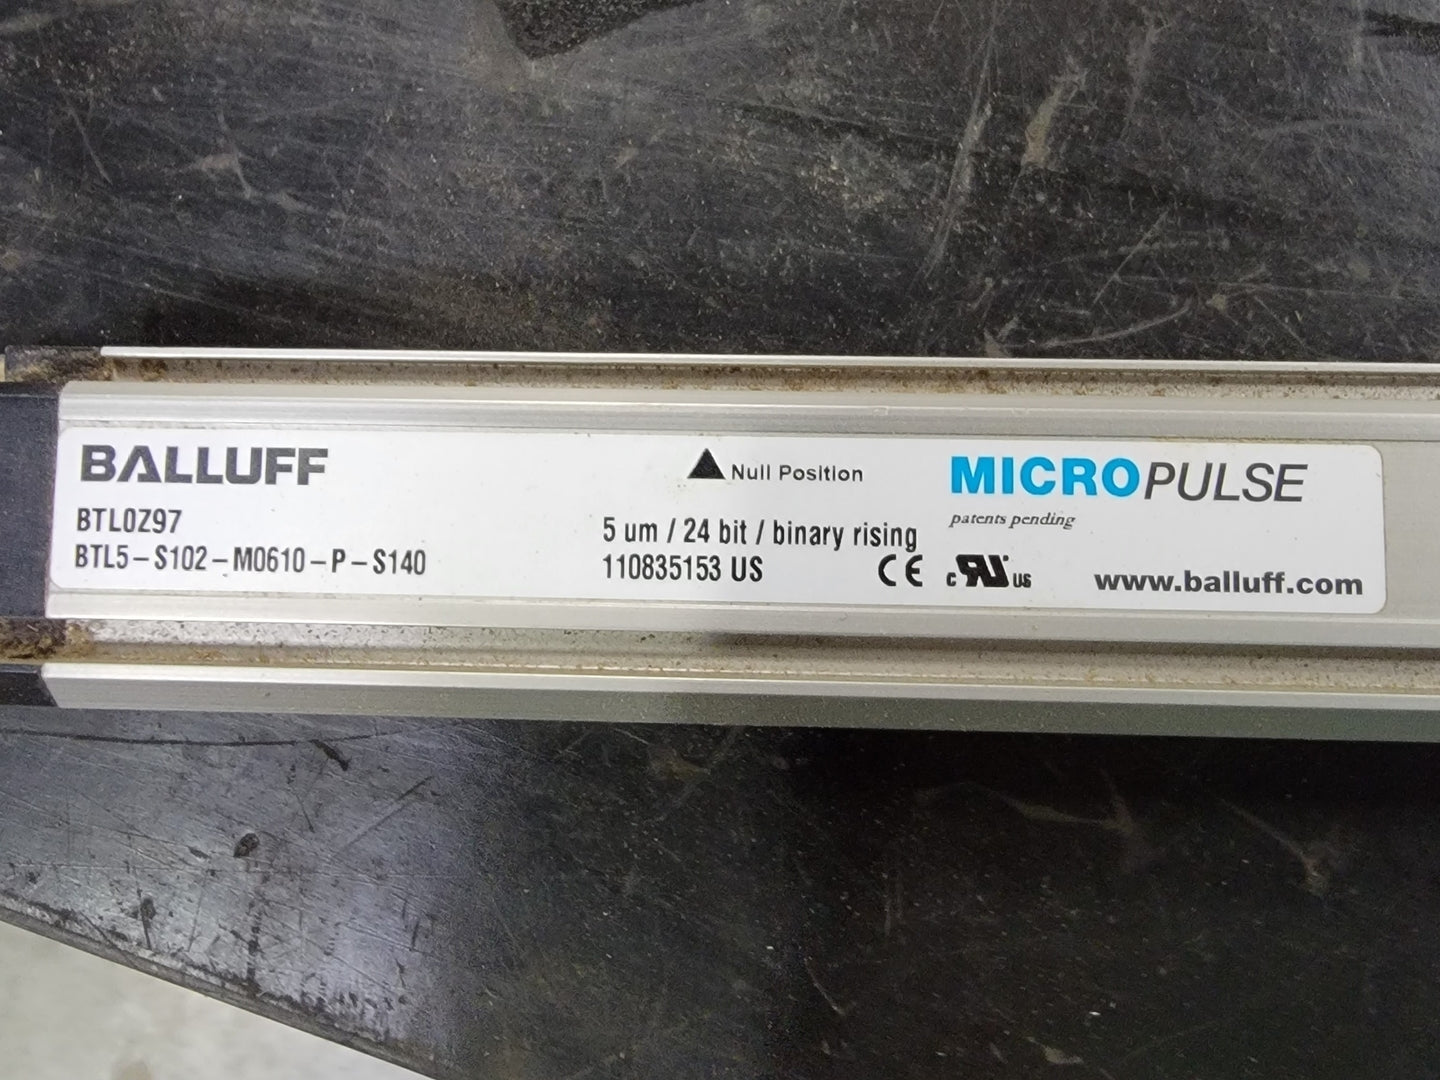 BALLUFF
BTL0Z97
BTL5-S102-M0610-P-S140
Null Position
5 um / 24 bit / binary rising
110835153 US
CE
c RU US
MICROPULSE
patents pending
www.balluff.com